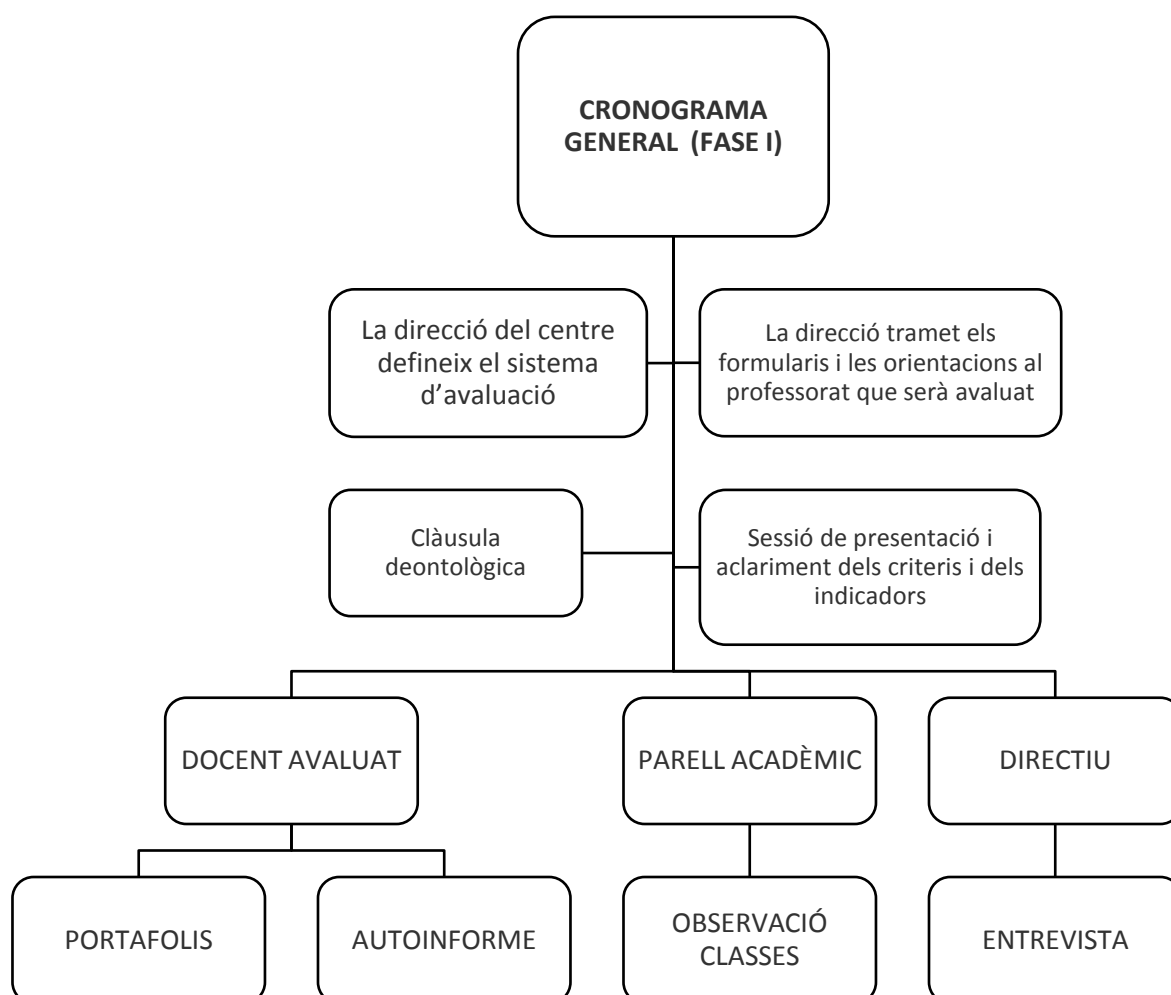 CRONOGRAMA
GENERAL (FASE I)
La direcció del centre
defineix el sistema
d’avaluació
La direcció tramet els
formularis i les orientacions al
professorat que serà avaluat
Clàusula
deontològica
Sessió de presentació i
aclariment dels criteris i dels
indicadors
DOCENT AVALUAT
PARELL ACADÈMIC
DIRECTIU
PORTAFOLIS
AUTOINFORME
OBSERVACIÓ
CLASSES
ENTREVISTA